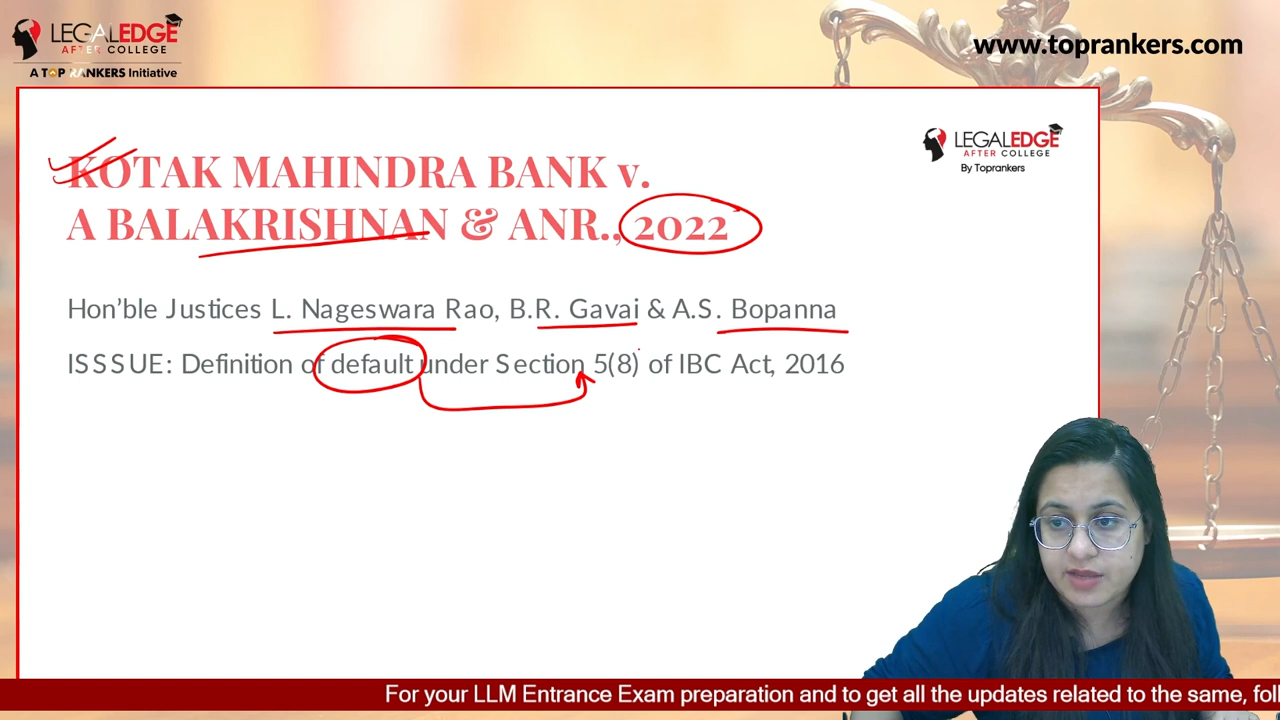 LEGALEDGE
AFTER COLLEGE
A TOPRANKERS Initiative
www.toprankers.com
LEGALEDGE
AFTER COLLEGE
By Toprankers
KOTAK MAHINDRA BANK v.
A BALAKRISHNAN & ANR., 2022
Hon'ble Justices L. Nageswara Rao, B.R. Gavai & A.S. Bopanna
ISSSUE: Definition of default under Section 5(8) of IBC Act, 2016
For your LLM Entrance Exam preparation and to get all the updates related to the same, foll